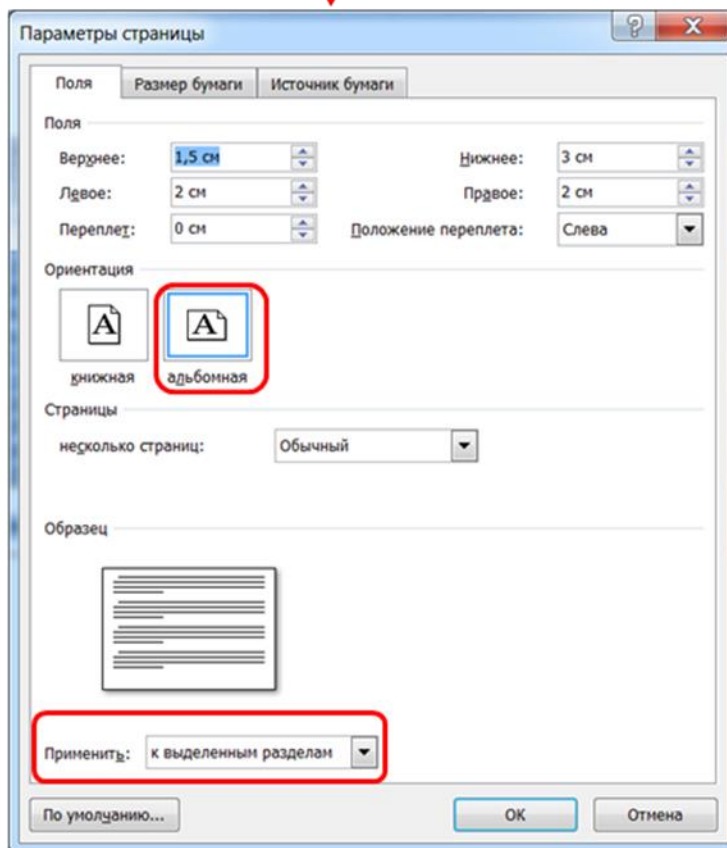 Параметры страницы
Поля Размер бумаги Источник бумаги
Поля
Верхнее: 1,5 см Нижнее: 3 см
Левое: 2 см Правое: 2 см
Переплет: 0 см Положение переплета: Слева
Ориентация
A A
книжная альбомная
Страницы
несколько страниц: Обычный
Образец
Применить: к выделенным разделам
По умолчанию... ОК Отмена